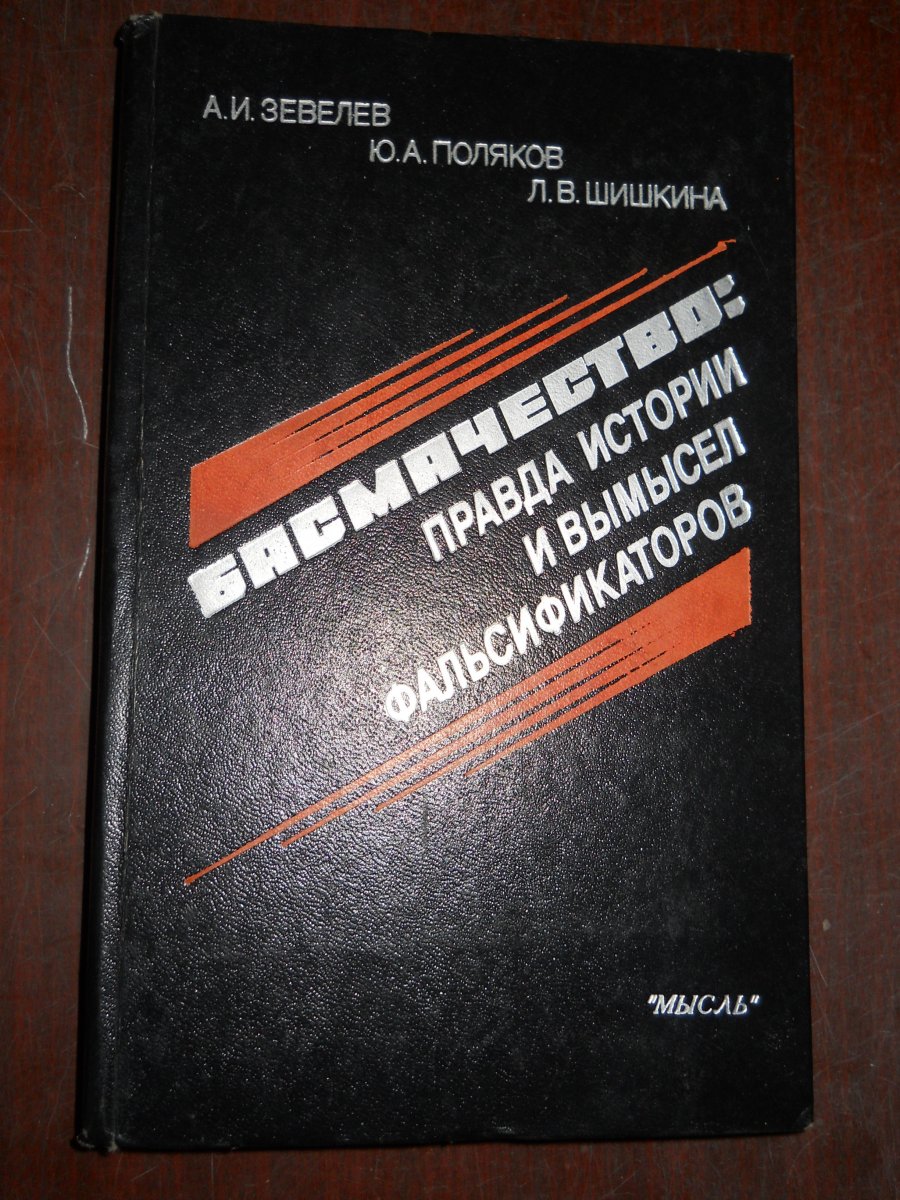 А.И. ЗЕВЕЛЕВ
Ю.А. ПОЛЯКОВ
Л.В. ШИШКИНА
БАСМАЧЕСТВО:
ПРАВДА ИСТОРИИ
И ВЫМЫСЕЛ
ФАЛЬСИФИКАТОРОВ
"МЫСЛЬ"